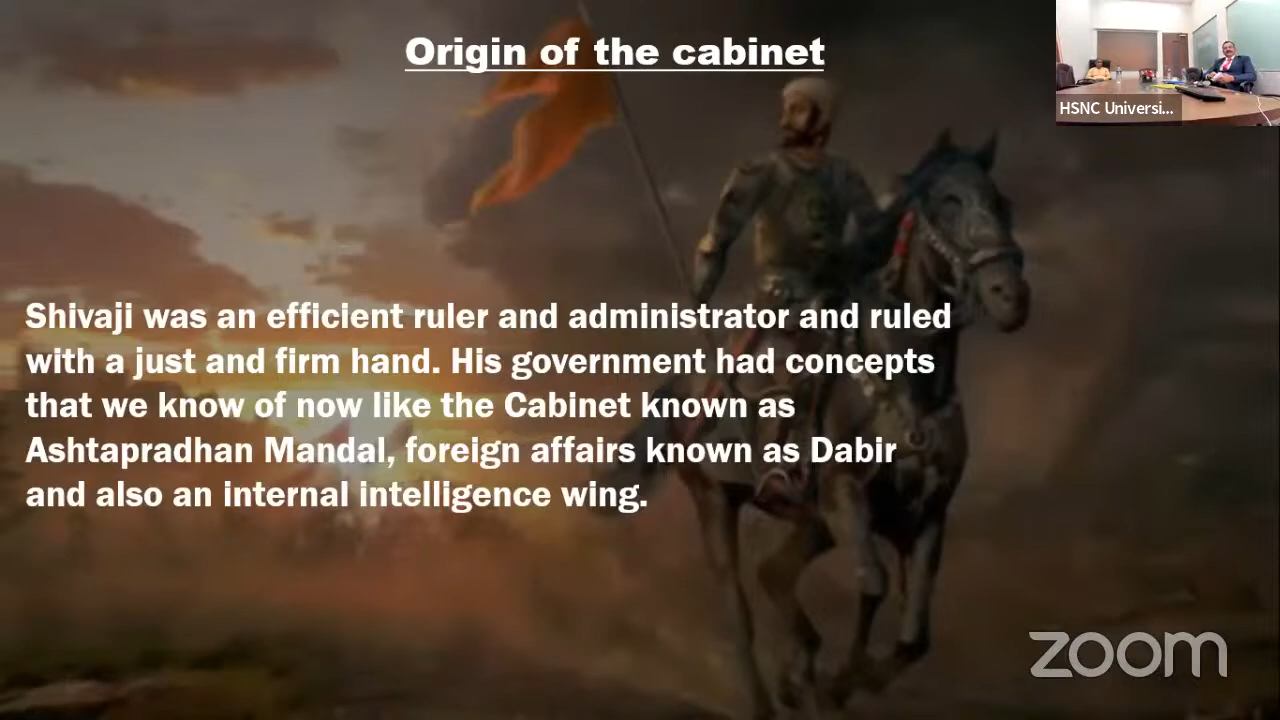 Origin of the cabinet
HSNC Universi...
Shivaji was an efficient ruler and administrator and ruled
with a just and firm hand. His government had concepts
that we know of now like the Cabinet known as
Ashtapradhan Mandal, foreign affairs known as Dabir
and also an internal intelligence wing.
zoom